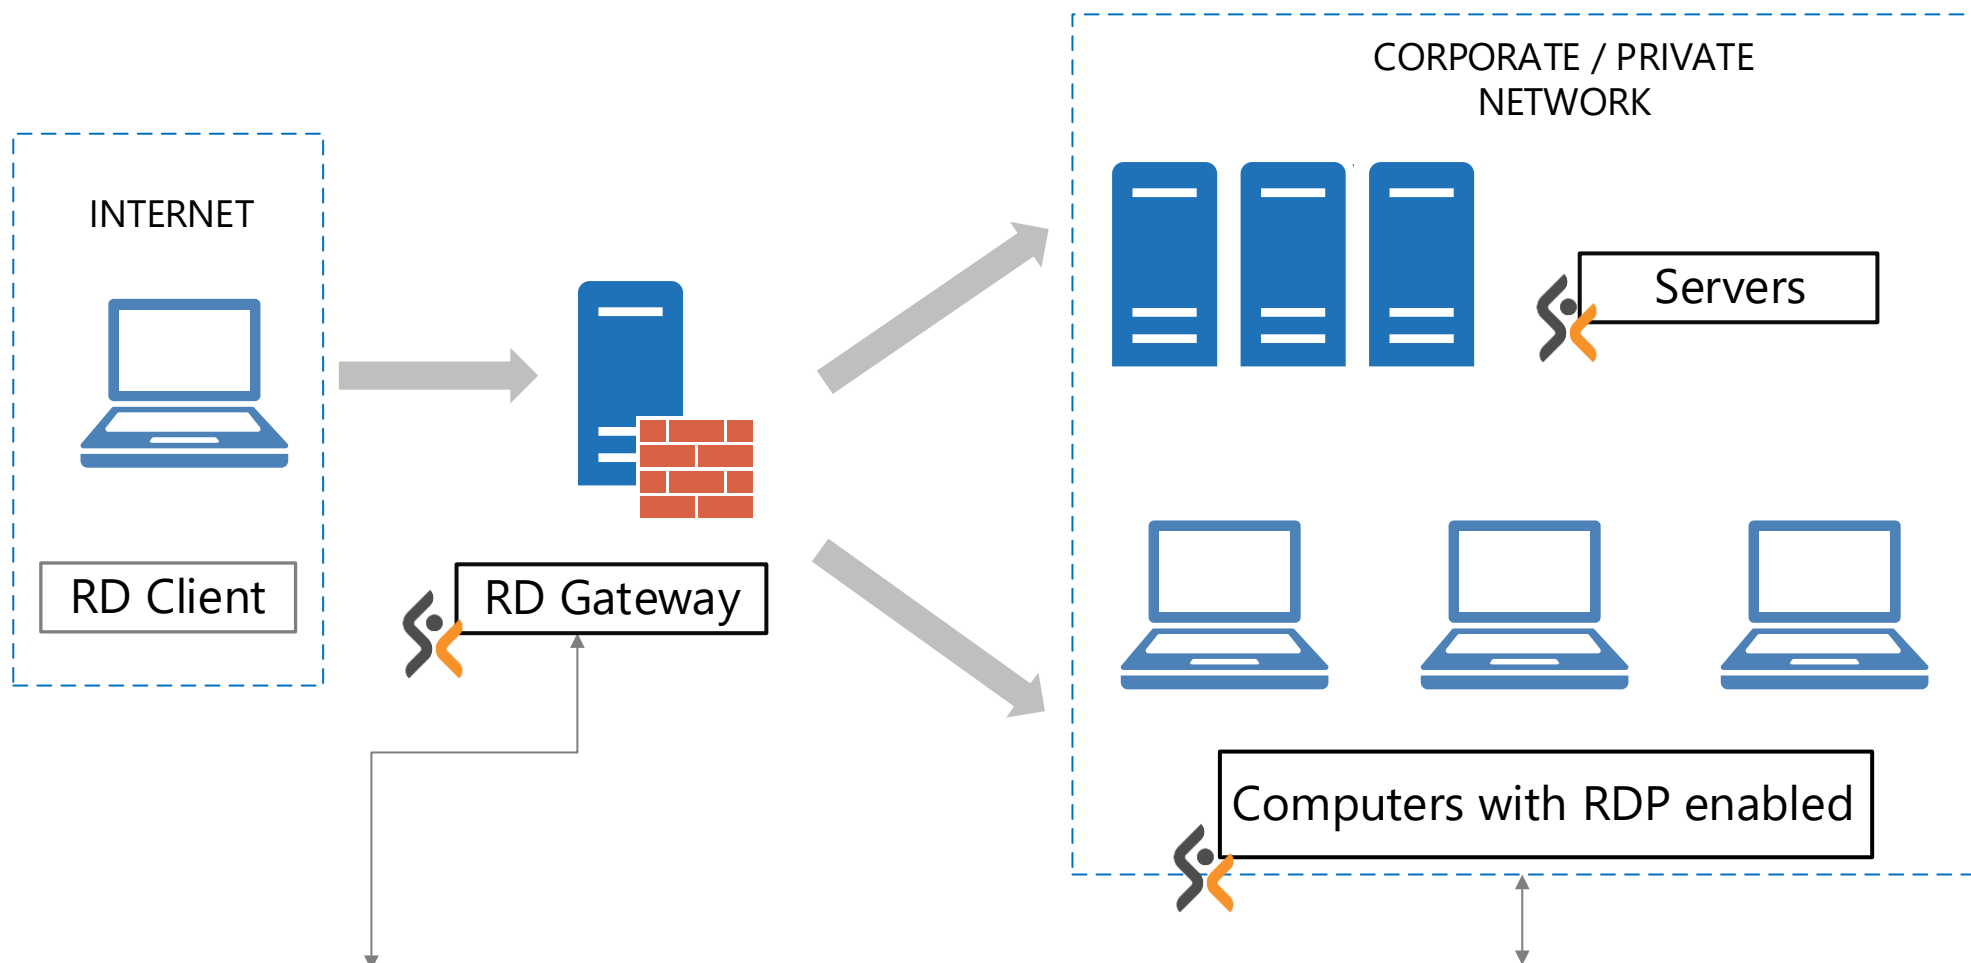 CORPORATE / PRIVATE
NETWORK
INTERNET
Servers
RD Client
RD Gateway
Computers with RDP enabled